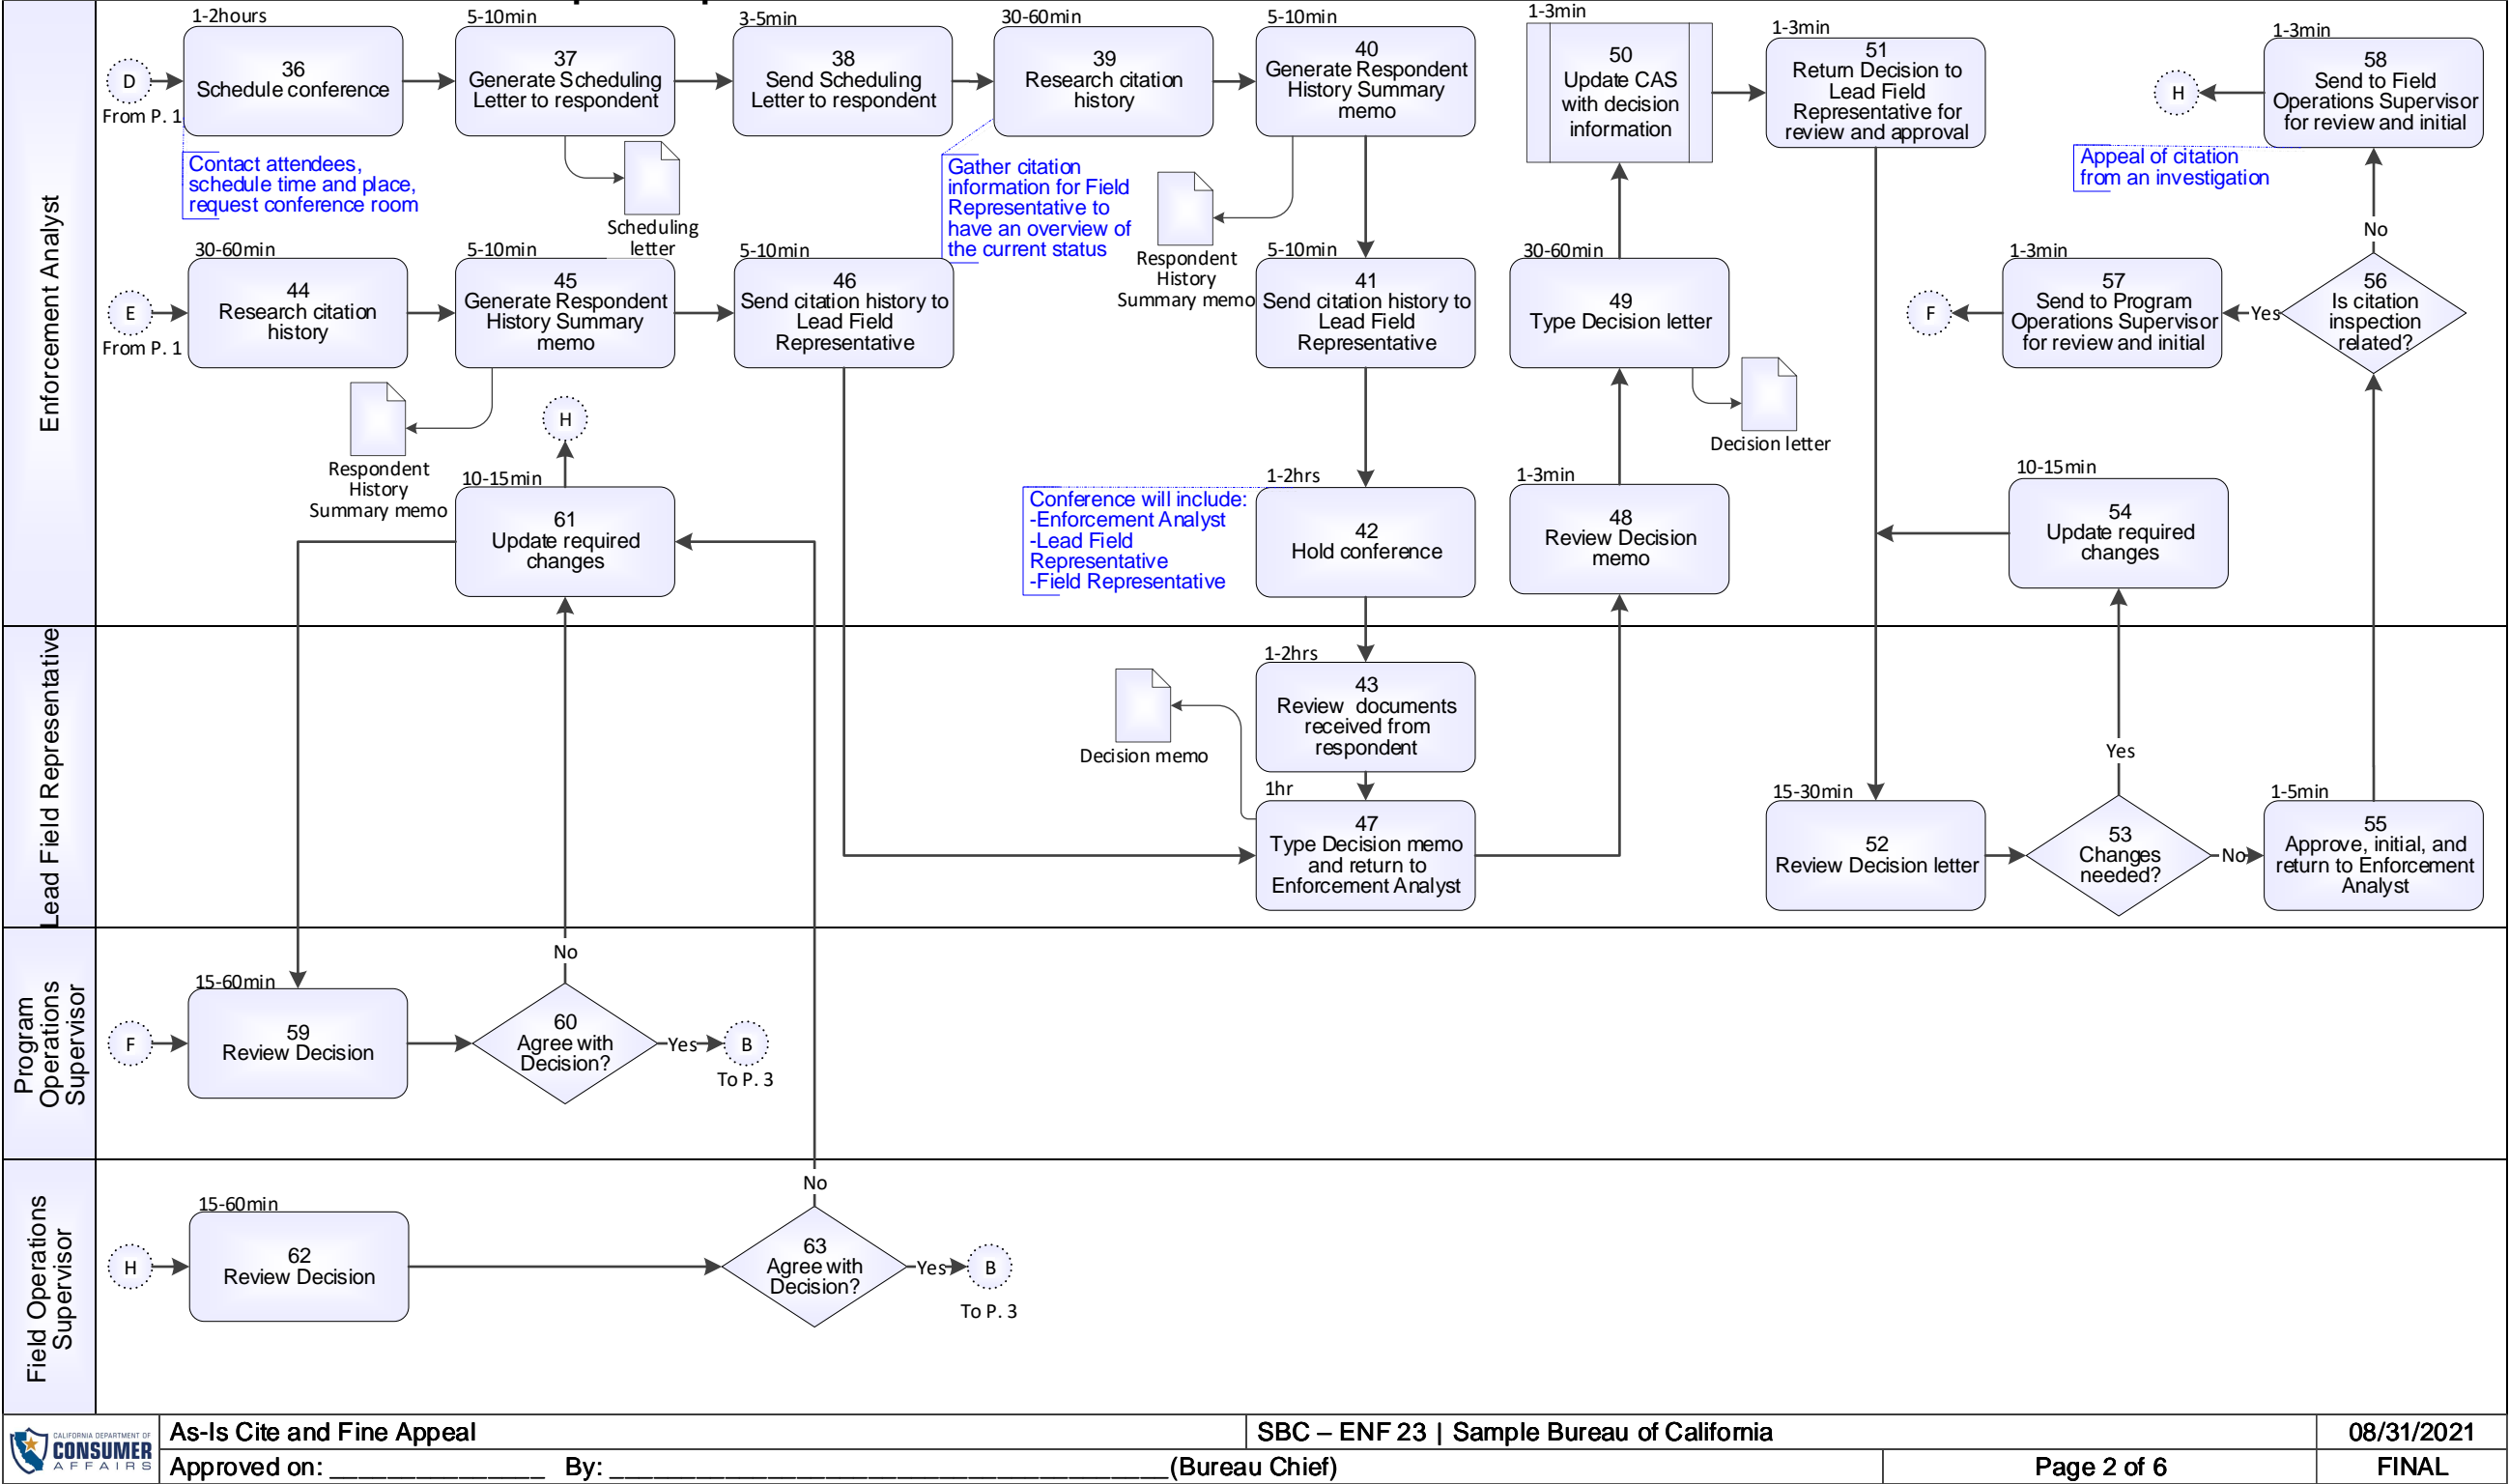 Enforcement Analyst
1-2hours
36
Schedule conference
D
From P. 1
Contact attendees,
schedule time and place,
request conference room
5-10min
37
Generate Scheduling
Letter to respondent
Scheduling
letter
3-5min
38
Send Scheduling
Letter to respondent
30-60min
39
Research citation
history
Gather citation
information for Field
Representative to
have an overview of
the current status
5-10min
40
Generate Respondent
History Summary
memo
Respondent
History
Summary memo
1-3min
50
Update CAS
with decision
information
1-3min
51
Return Decision to
Lead Field
Representative for
review and approval
1-3min
58
Send to Field
Operations Supervisor
for review and initial
H
Appeal of citation
from an investigation
No
E
From P. 1
30-60min
44
Research citation
history
5-10min
45
Generate Respondent
History Summary
memo
Respondent
History
Summary memo
5-10min
46
Send citation history to
Lead Field
Representative
5-10min
41
Send citation history to
Lead Field
Representative
30-60min
49
Type Decision letter
Decision letter
F
1-3min
57
Send to Program
Operations Supervisor
for review and initial
Yes
56
Is citation
inspection
related?
H
10-15min
61
Update required
changes
Conference will include:
-Enforcement Analyst
-Lead Field
Representative
-Field Representative
1-2hrs
42
Hold conference
1-3min
48
Review Decision
memo
10-15min
54
Update required
changes
Lead Field Representative
1-2hrs
43
Review documents
received from
respondent
Decision memo
1hr
47
Type Decision memo
and return to
Enforcement Analyst
15-30min
52
Review Decision letter
Yes
53
Changes
needed?
No
1-5min
55
Approve, initial, and
return to Enforcement
Analyst
Program
Operations
Supervisor
F
15-60min
59
Review Decision
No
60
Agree with
Decision?
Yes
B
To P. 3
Field Operations
Supervisor
H
15-60min
62
Review Decision
No
63
Agree with
Decision?
Yes
B
To P. 3
CALIFORNIA DEPARTMENT OF
CONSUMER
AFFAIRS
As-Is Cite and Fine Appeal
SBC – ENF 23 | Sample Bureau of California
08/31/2021
Approved on: ________________ By: __________________________________________(Bureau Chief)
Page 2 of 6
FINAL